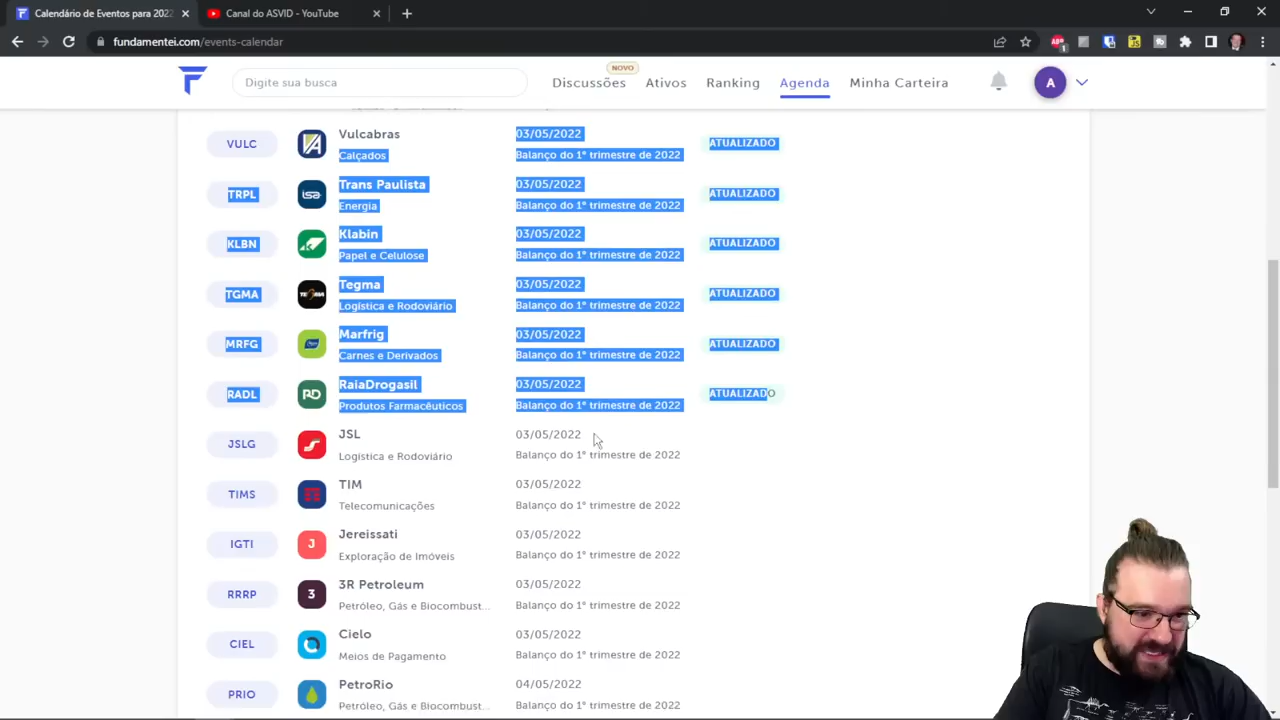 Calendário de Eventos para 2022
Canal do ASVID - YouTube
fundamentei.com/events-calendar
Digite sua busca
Discussões
NOVO
Ativos
Ranking
Agenda
Minha Carteira
A
VULC
Vulcabras
Calçados
03/05/2022
Balanço do 1º trimestre de 2022
ATUALIZADO
TRPL
Trans Paulista
Energia
03/05/2022
Balanço do 1º trimestre de 2022
ATUALIZADO
KLBN
Klabin
Papel e Celulose
03/05/2022
Balanço do 1º trimestre de 2022
ATUALIZADO
TGMA
Tegma
Logística e Rodoviário
03/05/2022
Balanço do 1º trimestre de 2022
ATUALIZADO
MRFG
Marfrig
Carnes e Derivados
03/05/2022
Balanço do 1º trimestre de 2022
ATUALIZADO
RADL
RaiaDrogasil
Produtos Farmacêuticos
03/05/2022
Balanço do 1º trimestre de 2022
ATUALIZADO
JSLG
JSL
Logística e Rodoviário
03/05/2022
Balanço do 1º trimestre de 2022
TIMS
TIM
Telecomunicações
03/05/2022
Balanço do 1º trimestre de 2022
IGTI
J
Jereissati
Exploração de Imóveis
03/05/2022
Balanço do 1º trimestre de 2022
RRRP
3
3R Petroleum
Petróleo, Gás e Biocombust...
03/05/2022
Balanço do 1º trimestre de 2022
CIEL
Cielo
Meios de Pagamento
03/05/2022
Balanço do 1º trimestre de 2022
PRIO
PetroRio
Petróleo, Gás e Biocombust...
04/05/2022
Balanço do 1º trimestre de 2022